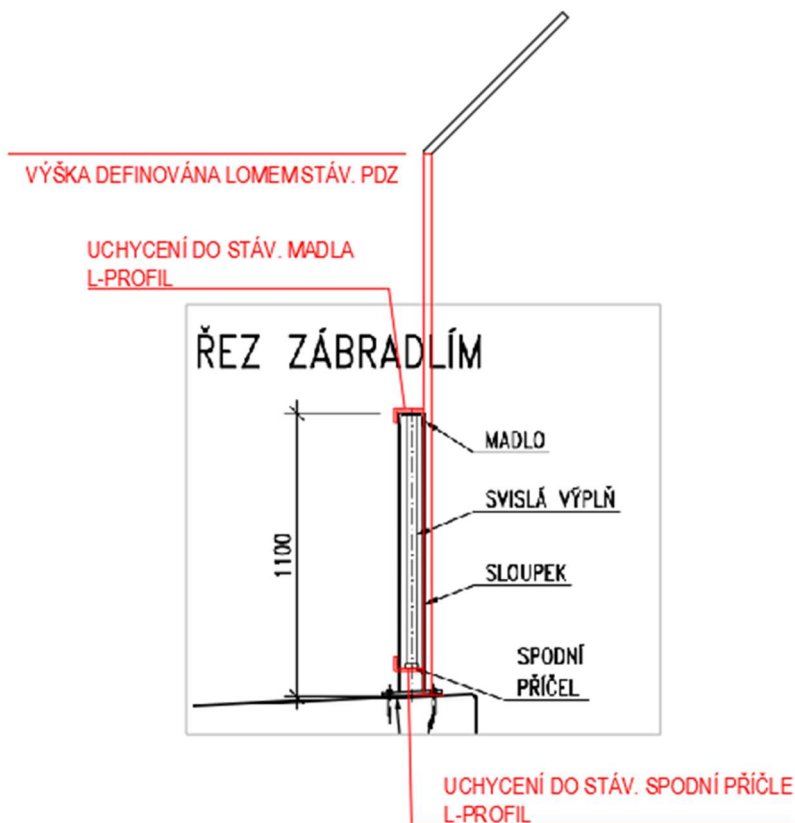 VÝŠKA DEFINOVÁNA LOMEM STÁV. PDZ
UCHYCENÍ DO STÁV. MADLA
L-PROFIL
ŘEZ ZÁBRADLÍM
MADLO
SVISLÁ VÝPLŇ
1100
SLOUPEK
SPODNÍ
PŘÍČEL
UCHYCENÍ DO STÁV. SPODNÍ PŘÍČLE
L-PROFIL